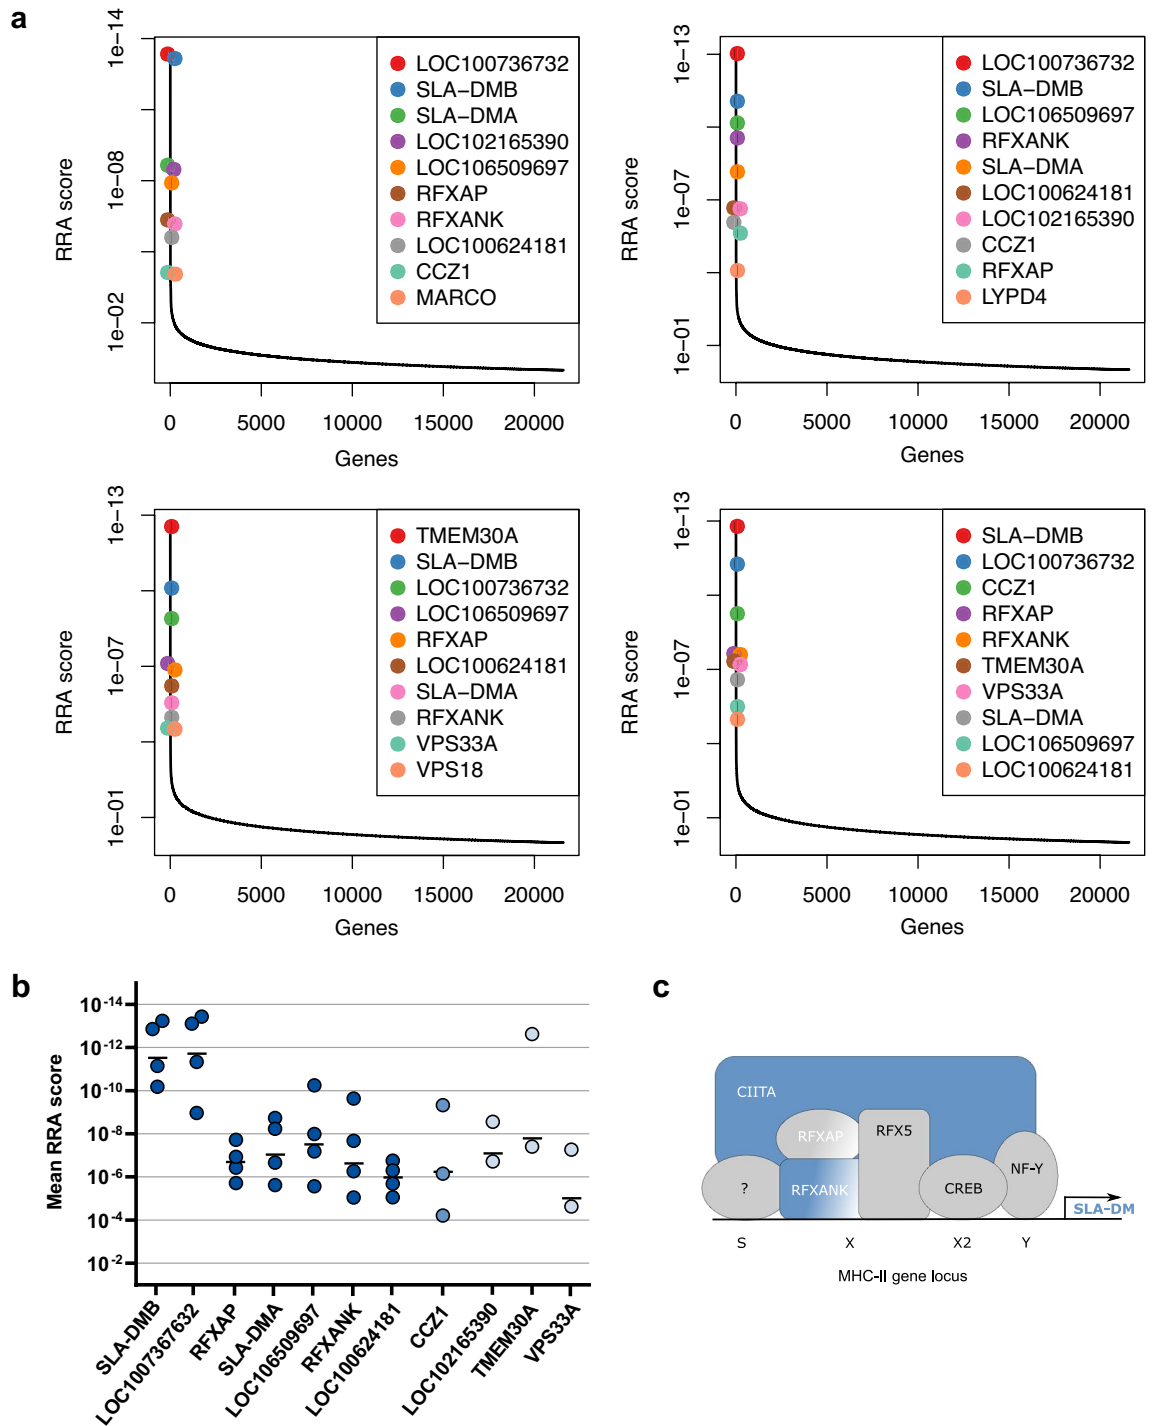 a
1e−14
1e−08
1e−02
RRA score
LOC100736732
SLA−DMB
SLA−DMA
LOC102165390
LOC106509697
RFXAP
RFXANK
LOC100624181
CCZ1
MARCO
0 5000 10000 15000 20000
Genes
1e−13
1e−07
1e−01
RRA score
LOC100736732
SLA−DMB
LOC106509697
RFXANK
SLA−DMA
LOC100624181
LOC102165390
CCZ1
RFXAP
LYPD4
0 5000 10000 15000 20000
Genes
1e−13
1e−07
1e−01
RRA score
TMEM30A
SLA−DMB
LOC100736732
LOC106509697
RFXAP
LOC100624181
SLA−DMA
RFXANK
VPS33A
VPS18
0 5000 10000 15000 20000
Genes
1e−13
1e−07
1e−01
RRA score
SLA−DMB
LOC100736732
CCZ1
RFXAP
RFXANK
TMEM30A
VPS33A
SLA−DMA
LOC106509697
LOC100624181
0 5000 10000 15000 20000
Genes
b
Mean RRA score
10-14
10-12
10-10
10-8
10-6
10-4
10-2
SLA-DMB
LOC1007367632
RFXAP
SLA-DMA
LOC106509697
RFXANK
LOC100624181
CCZ1
LOC102165390
TMEM30A
VPS33A
c
CIITA
RFXAP
RFX5
?
RFXANK
CREB
NF-Y
SLA-DM
S X X2 Y
MHC-II gene locus